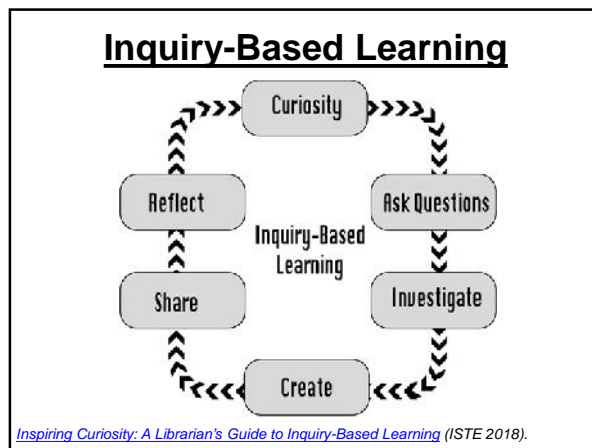 Inquiry-Based Learning
Curiosity
Reflect
Ask Questions
Inquiry-Based
Learning
Share
Investigate
Create
Inspiring Curiosity: A Librarian's Guide to Inquiry-Based Learning (ISTE 2018).